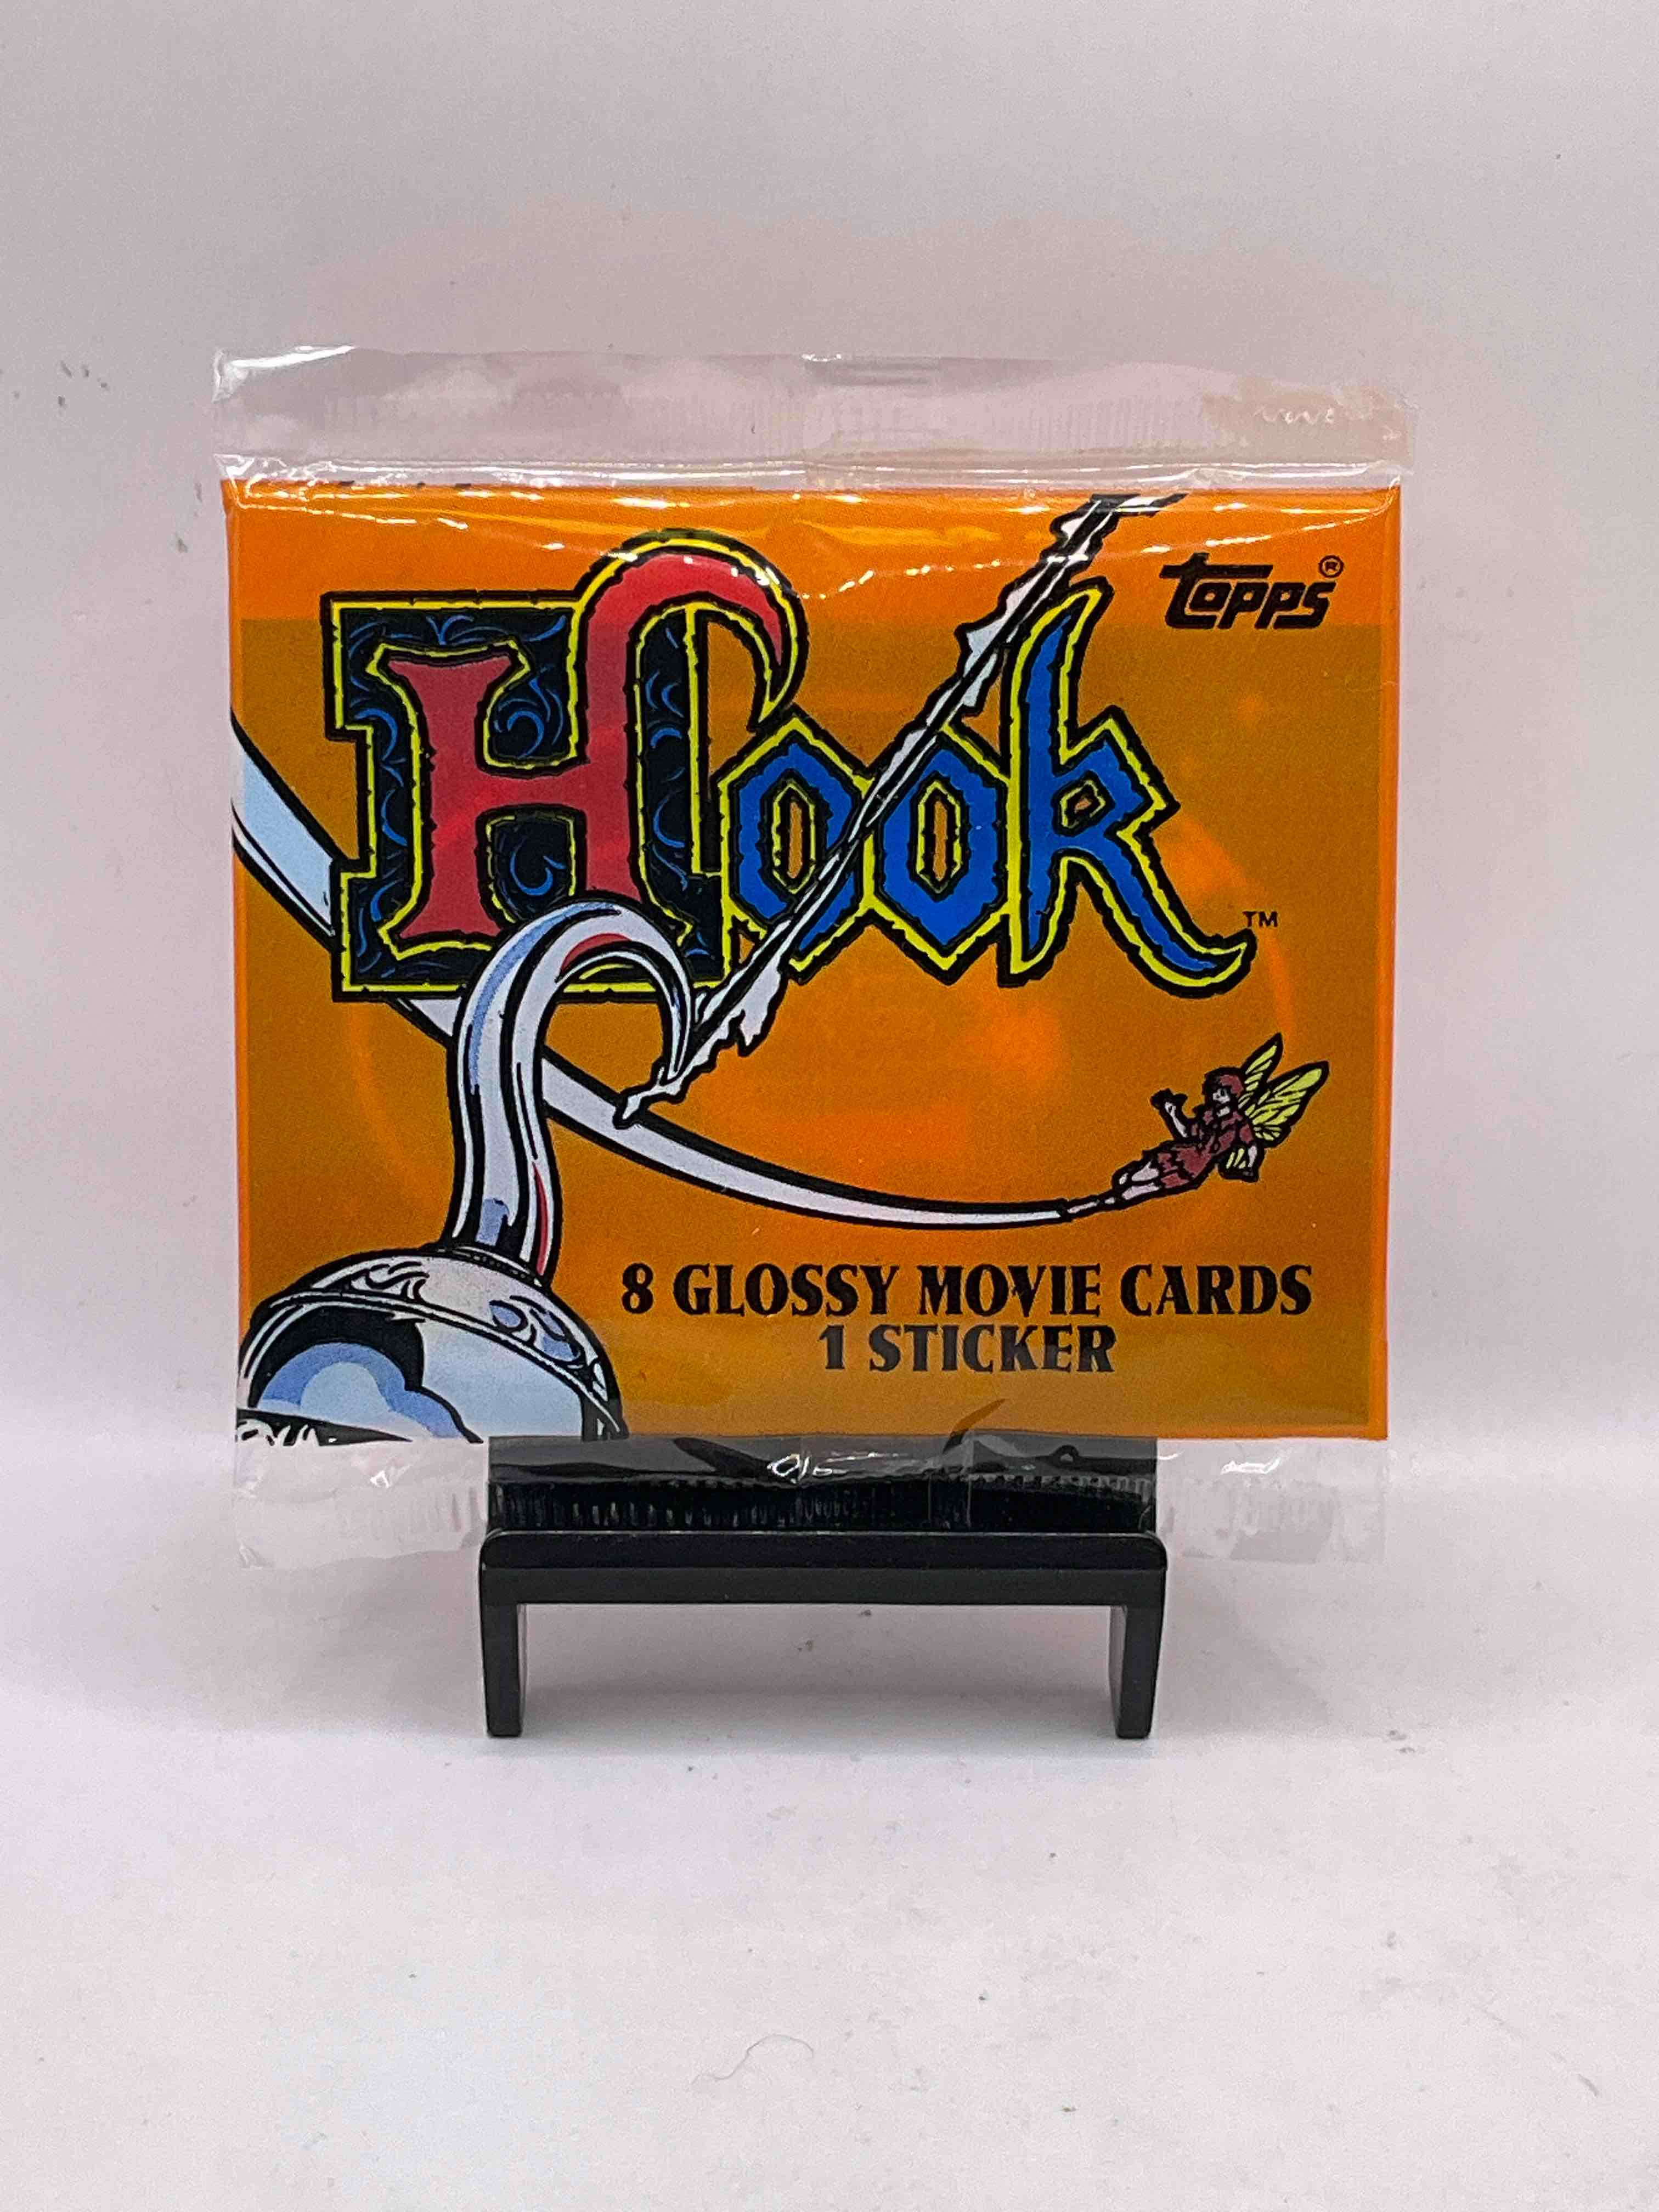 topps®
Hook™
8 GLOSSY MOVIE CARDS
1 STICKER